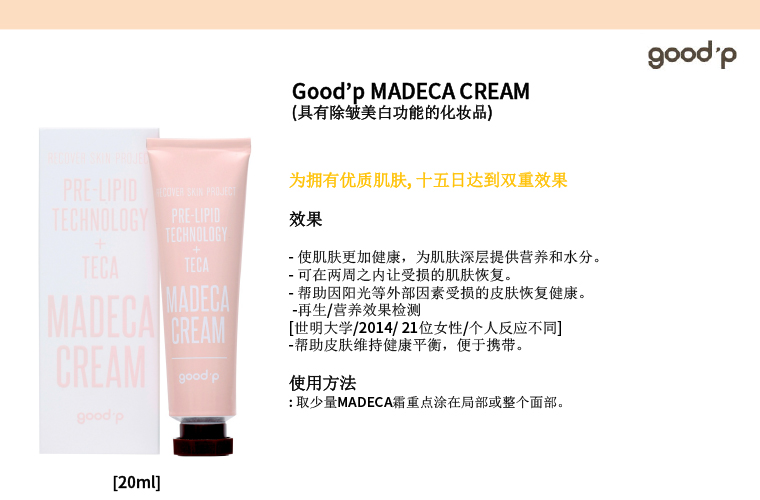 good'p
Good’p MADECA CREAM
(具有除皱美白功能的化妆品)
为拥有优质肌肤, 十五日达到双重效果
效果
- 使肌肤更加健康，为肌肤深层提供营养和水分。
- 可在两周之内让受损的肌肤恢复。
- 帮助因阳光等外部因素受损的皮肤恢复健康。
-再生/营养效果检测
[世明大学/2014/ 21位女性/个人反应不同]
-帮助皮肤维持健康平衡，便于携带。
使用方法
: 取少量MADECA霜重点涂在局部或整个面部。
RECOVER SKIN PROJECT
PRE-LIPID
TECHNOLOGY
+
TECA
MADECA
CREAM
good'p
RECOVER SKIN PROJECT
PRE-LIPID
TECHNOLOGY
+
TECA
MADECA
CREAM
good'p
[20ml]